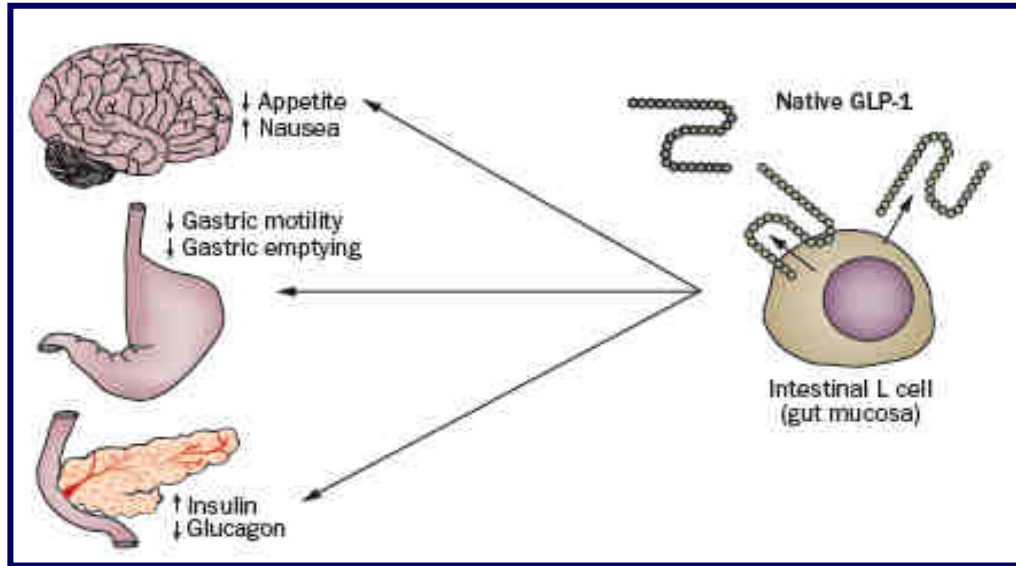 ↓ Appetite
↑ Nausea
↓ Gastric motility
↓ Gastric emptying
↑ Insulin
↓ Glucagon
Native GLP-1
Intestinal L cell
(gut mucosa)